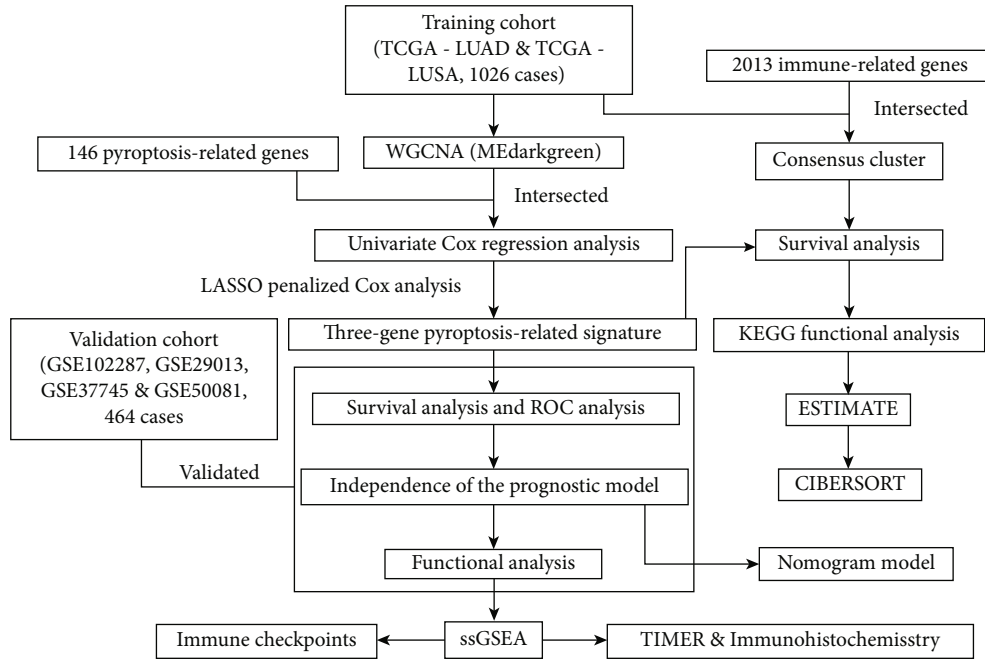 Training cohort
(TCGA - LUAD & TCGA -
LUSA, 1026 cases)
2013 immune-related genes
Intersected
146 pyroptosis-related genes
WGCNA (MEdarkgreen)
Consensus cluster
Intersected
Univariate Cox regression analysis
Survival analysis
LASSO penalized Cox analysis
Three-gene pyroptosis-related signature
KEGG functional analysis
Validation cohort
(GSE102287, GSE29013,
GSE37745 & GSE50081,
464 cases
Survival analysis and ROC analysis
ESTIMATE
Validated
Independence of the prognostic model
CIBERSORT
Functional analysis
Nomogram model
Immune checkpoints
ssGSEA
TIMER & Immunohistochemisstry